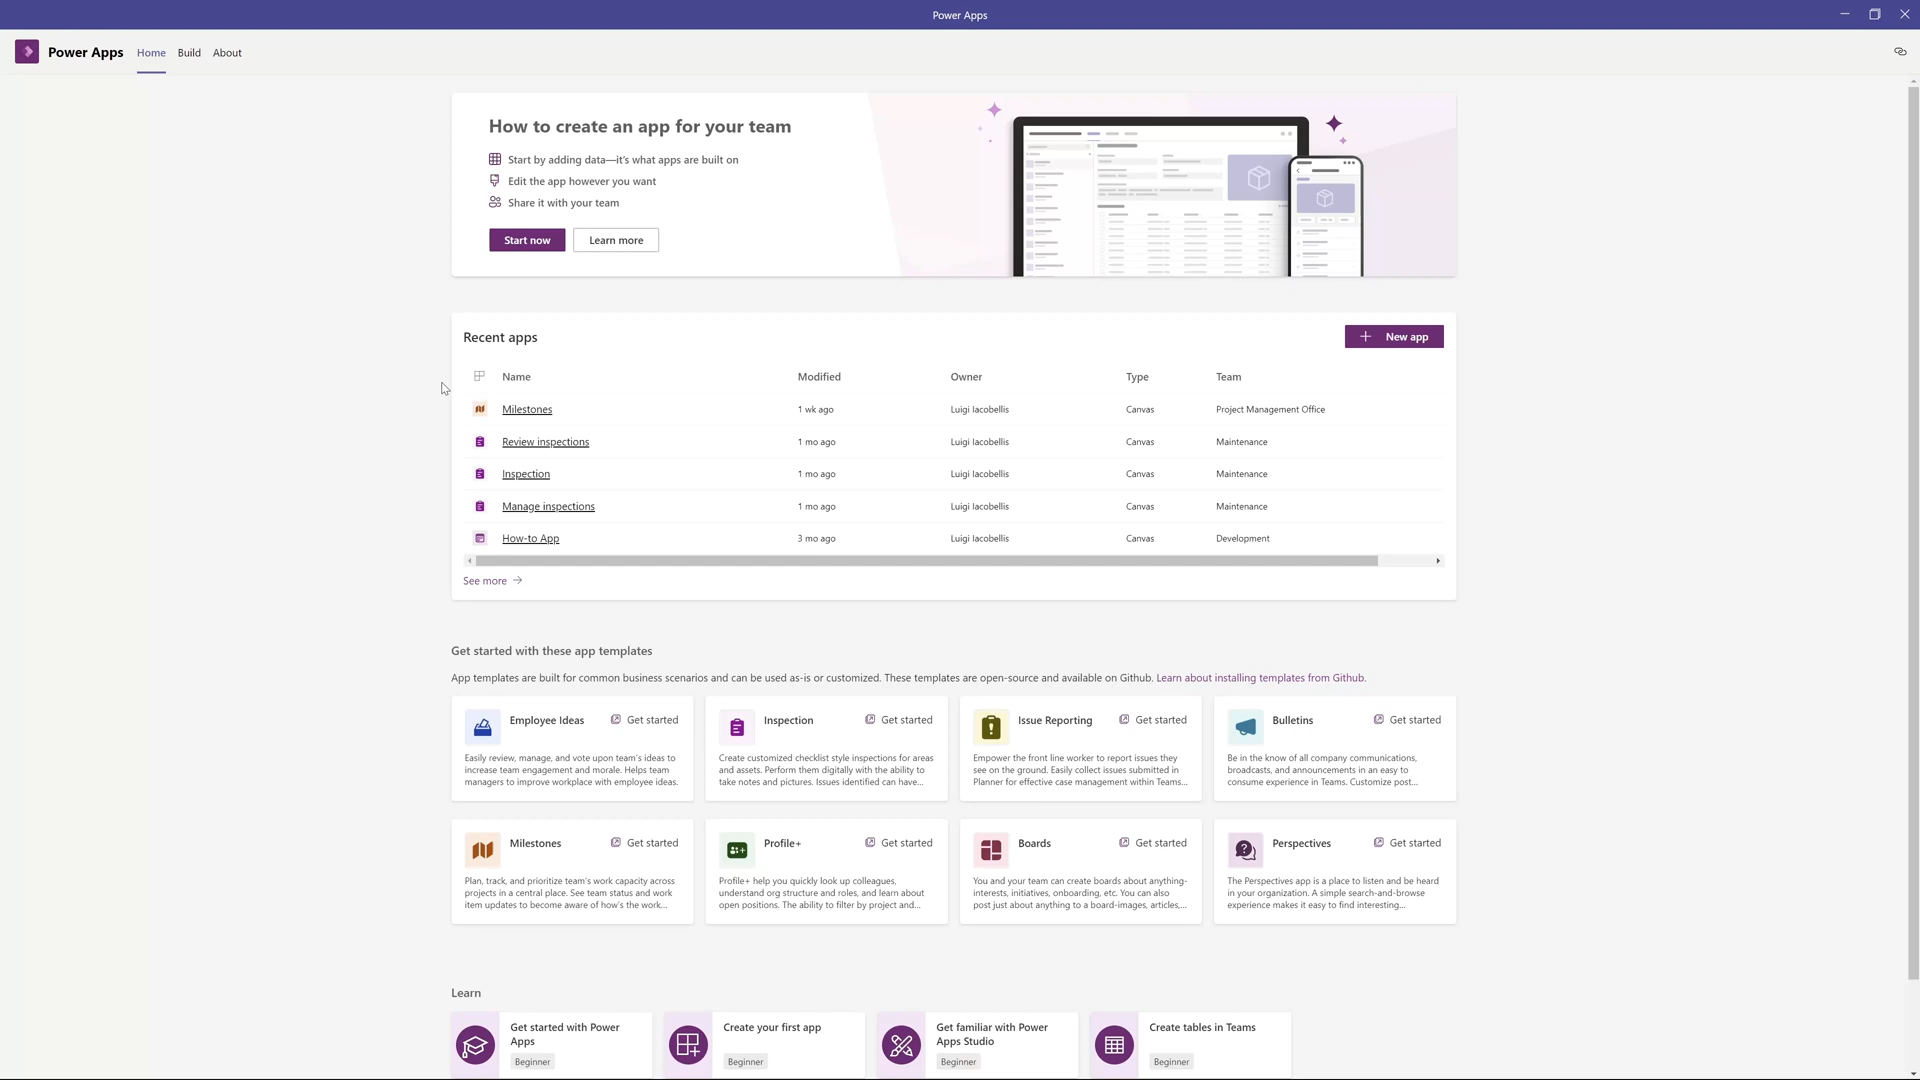 Power Apps
Power Apps Home Build About
How to create an app for your team
Start by adding data—it's what apps are built on
Edit the app however you want
Share it with your team
Start now Learn more
Recent apps
New app
Name Modified Owner Type Team
Milestones 1 wk ago Luigi Iacobellis Canvas Project Management Office
Review inspections 1 mo ago Luigi Iacobellis Canvas Maintenance
Inspection 1 mo ago Luigi Iacobellis Canvas Maintenance
Manage inspections 1 mo ago Luigi Iacobellis Canvas Maintenance
How-to App 3 mo ago Luigi Iacobellis Canvas Development
See more
Get started with these app templates
App templates are built for common business scenarios and can be used as-is or customized. These templates are open-source and available on Github. Learn about installing templates from Github.
Employee Ideas Get started
Easily review, manage, and vote upon team's ideas to
increase team engagement and morale. Helps team
managers to improve workplace with employee ideas.
Inspection Get started
Create customized checklist style inspections for areas
and assets. Perform them digitally with the ability to
take notes and pictures. Issues identified can have...
Issue Reporting Get started
Empower the front line worker to report issues they
see on the ground. Easily collect issues submitted in
Planner for effective case management within Teams...
Bulletins Get started
Be in the know of all company communications,
broadcasts, and announcements in an easy to
consume experience in Teams. Customize post...
Milestones Get started
Plan, track, and prioritize team's work capacity across
projects in a central place. See team status and work
item updates to become aware of how's the work...
Profile+ Get started
Profile+ help you quickly look up colleagues,
understand org structure and roles, and learn about
open positions. The ability to filter by project and...
Boards Get started
You and your team can create boards about anything-
interests, initiatives, onboarding, etc. You can also
post just about anything to a board-images, articles,...
Perspectives Get started
The Perspectives app is a place to listen and be heard
in your organization. A simple search-and-browse
experience makes it easy to find interesting...
Learn
Get started with Power
Apps
Beginner
Create your first app
Beginner
Get familiar with Power
Apps Studio
Beginner
Create tables in Teams
Beginner